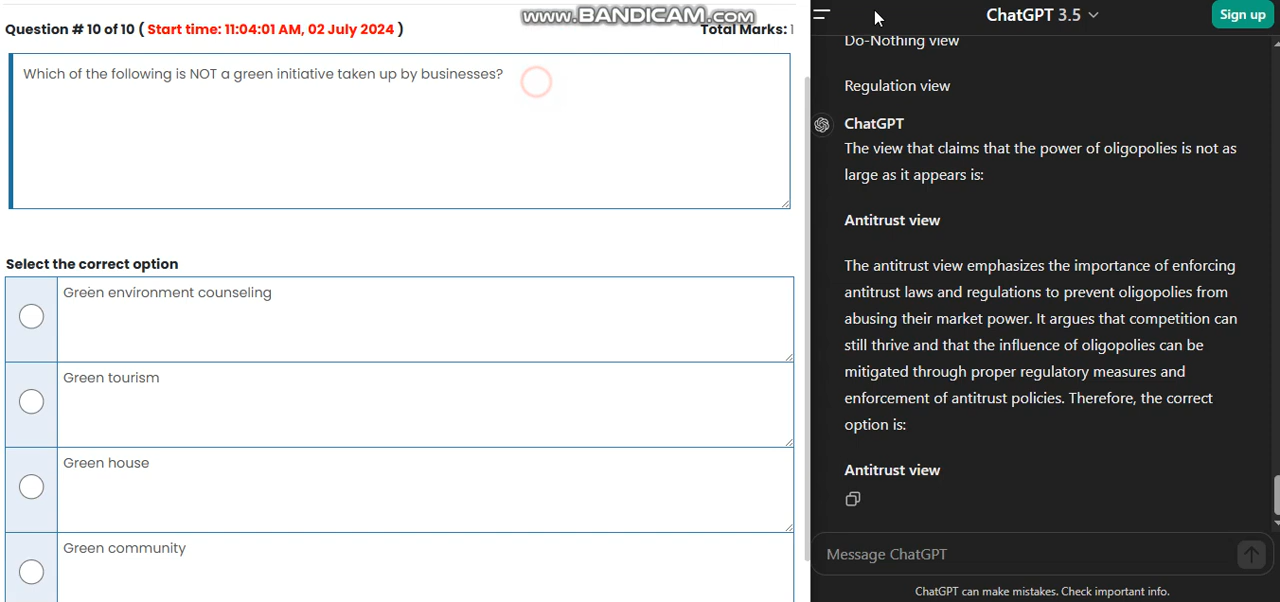 www.BANDICAM.com
Question # 10 of 10 ( Start time: 11:04:01 AM, 02 July 2024 )
Total Marks: 1
Which of the following is NOT a green initiative taken up by businesses?
Select the correct option
Green environment counseling
Green tourism
Green house
Green community
ChatGPT 3.5
Sign up
Do-Nothing view
Regulation view
ChatGPT
The view that claims that the power of oligopolies is not as
large as it appears is:
Antitrust view
The antitrust view emphasizes the importance of enforcing
antitrust laws and regulations to prevent oligopolies from
abusing their market power. It argues that competition can
still thrive and that the influence of oligopolies can be
mitigated through proper regulatory measures and
enforcement of antitrust policies. Therefore, the correct
option is:
Antitrust view
Message ChatGPT
ChatGPT can make mistakes. Check important info.